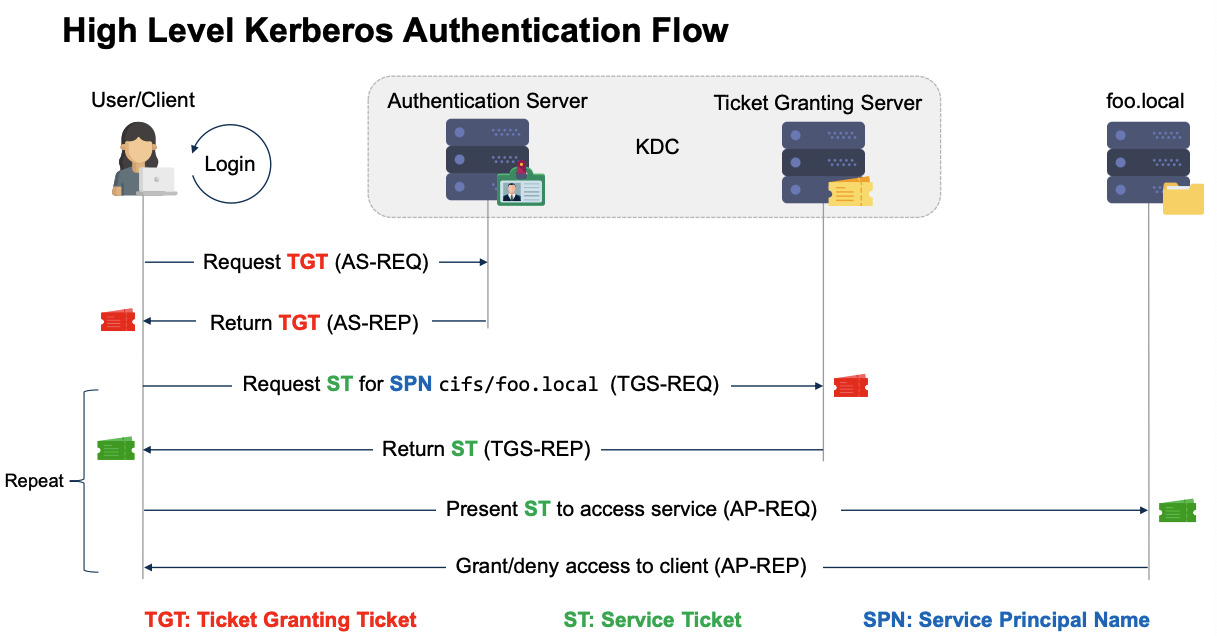 High Level Kerberos Authentication Flow
User/Client
Authentication Server
Ticket Granting Server
foo.local
KDC
Login
Request TGT (AS-REQ)
Return TGT (AS-REP)
Request ST for SPN cifs/foo.local (TGS-REQ)
Return ST (TGS-REP)
Repeat
Present ST to access service (AP-REQ)
Grant/deny access to client (AP-REP)
TGT: Ticket Granting Ticket
ST: Service Ticket
SPN: Service Principal Name